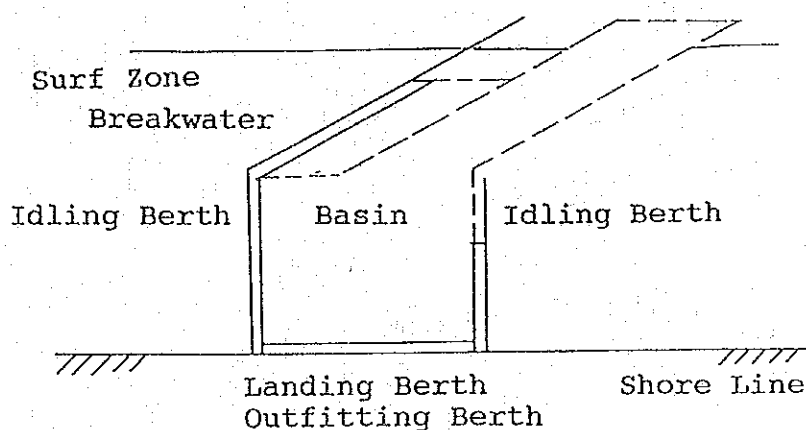 Surf Zone
Breakwater
Idling Berth
Basin
Idling Berth
Landing Berth
Outfitting Berth
Shore Line